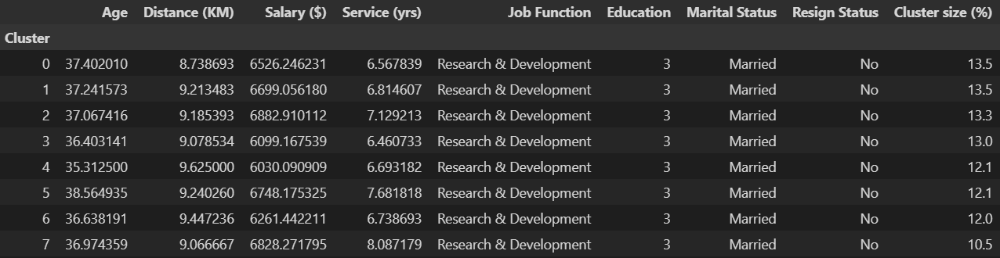 Age Distance (KM) Salary ($) Service (yrs) Job Function Education Marital Status Resign Status Cluster size (%)
Cluster
0 37.402010 8.738693 6526.246231 6.567839 Research & Development 3 Married No 13.5
1 37.241573 9.213483 6699.056180 6.814607 Research & Development 3 Married No 13.5
2 37.067416 9.185393 6882.910112 7.129213 Research & Development 3 Married No 13.3
3 36.403141 9.078534 6099.167539 6.460733 Research & Development 3 Married No 13.0
4 35.312500 9.625000 6030.090909 6.693182 Research & Development 3 Married No 12.1
5 38.564935 9.240260 6748.175325 7.681818 Research & Development 3 Married No 12.1
6 36.638191 9.447236 6261.442211 6.738693 Research & Development 3 Married No 12.0
7 36.974359 9.066667 6828.271795 8.087179 Research & Development 3 Married No 10.5